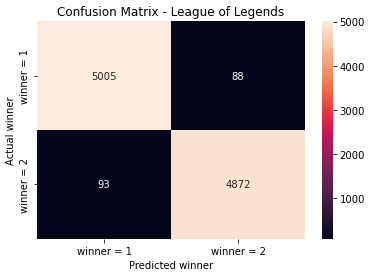 Confusion Matrix - League of Legends
Actual winner
winner = 1
winner = 2
5005
88
93
4872
winner = 1
winner = 2
Predicted winner
5000
4000
3000
2000
1000